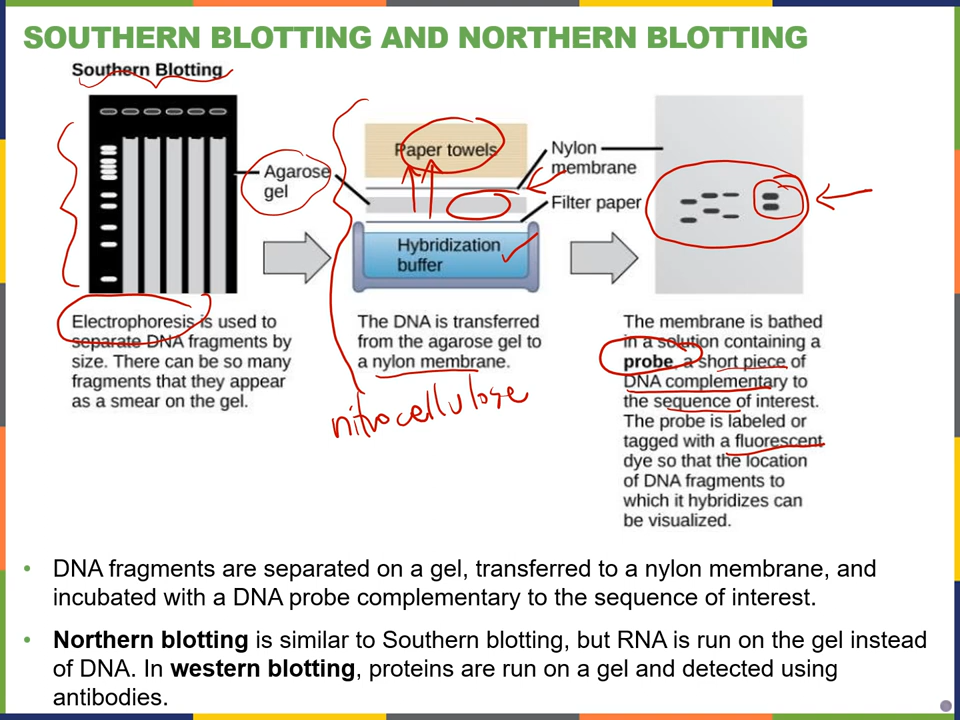 SOUTHERN BLOTTING AND NORTHERN BLOTTING
Southern Blotting
Agarose
gel
Paper towels
Hybridization
buffer
Nylon
membrane
Filter paper
Electrophoresis is used to
separate DNA fragments by
size. There can be so many
fragments that they appear
as a smear on the gel.
The DNA is transferred
from the agarose gel to
a nylon membrane.
nitrocellulose
The membrane is bathed
in a solution containing a
probe, a short piece of
DNA complementary to
the sequence of interest.
The probe is labeled or
tagged with a fluorescent
dye so that the location
of DNA fragments to
which it hybridizes can
be visualized.
• DNA fragments are separated on a gel, transferred to a nylon membrane, and
incubated with a DNA probe complementary to the sequence of interest.
• Northern blotting is similar to Southern blotting, but RNA is run on the gel instead
of DNA. In western blotting, proteins are run on a gel and detected using
antibodies.